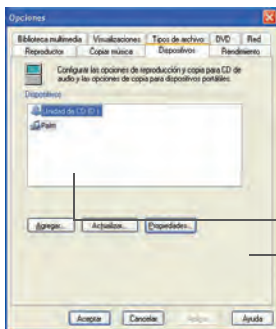 Opciones
Biblioteca multimedia Visualizaciones Tipos de archivo DVD Red
Reproductor Copiar música Dispositivos Rendimiento
Configurar las opciones de reproducción y copia para CD de
audio y las opciones de copia para dispositivos portátiles.
Dispositivos
Unidad de CD (D:)
Palm
Agregar... Actualizar... Propiedades...
Aceptar Cancelar Aplicar Ayuda